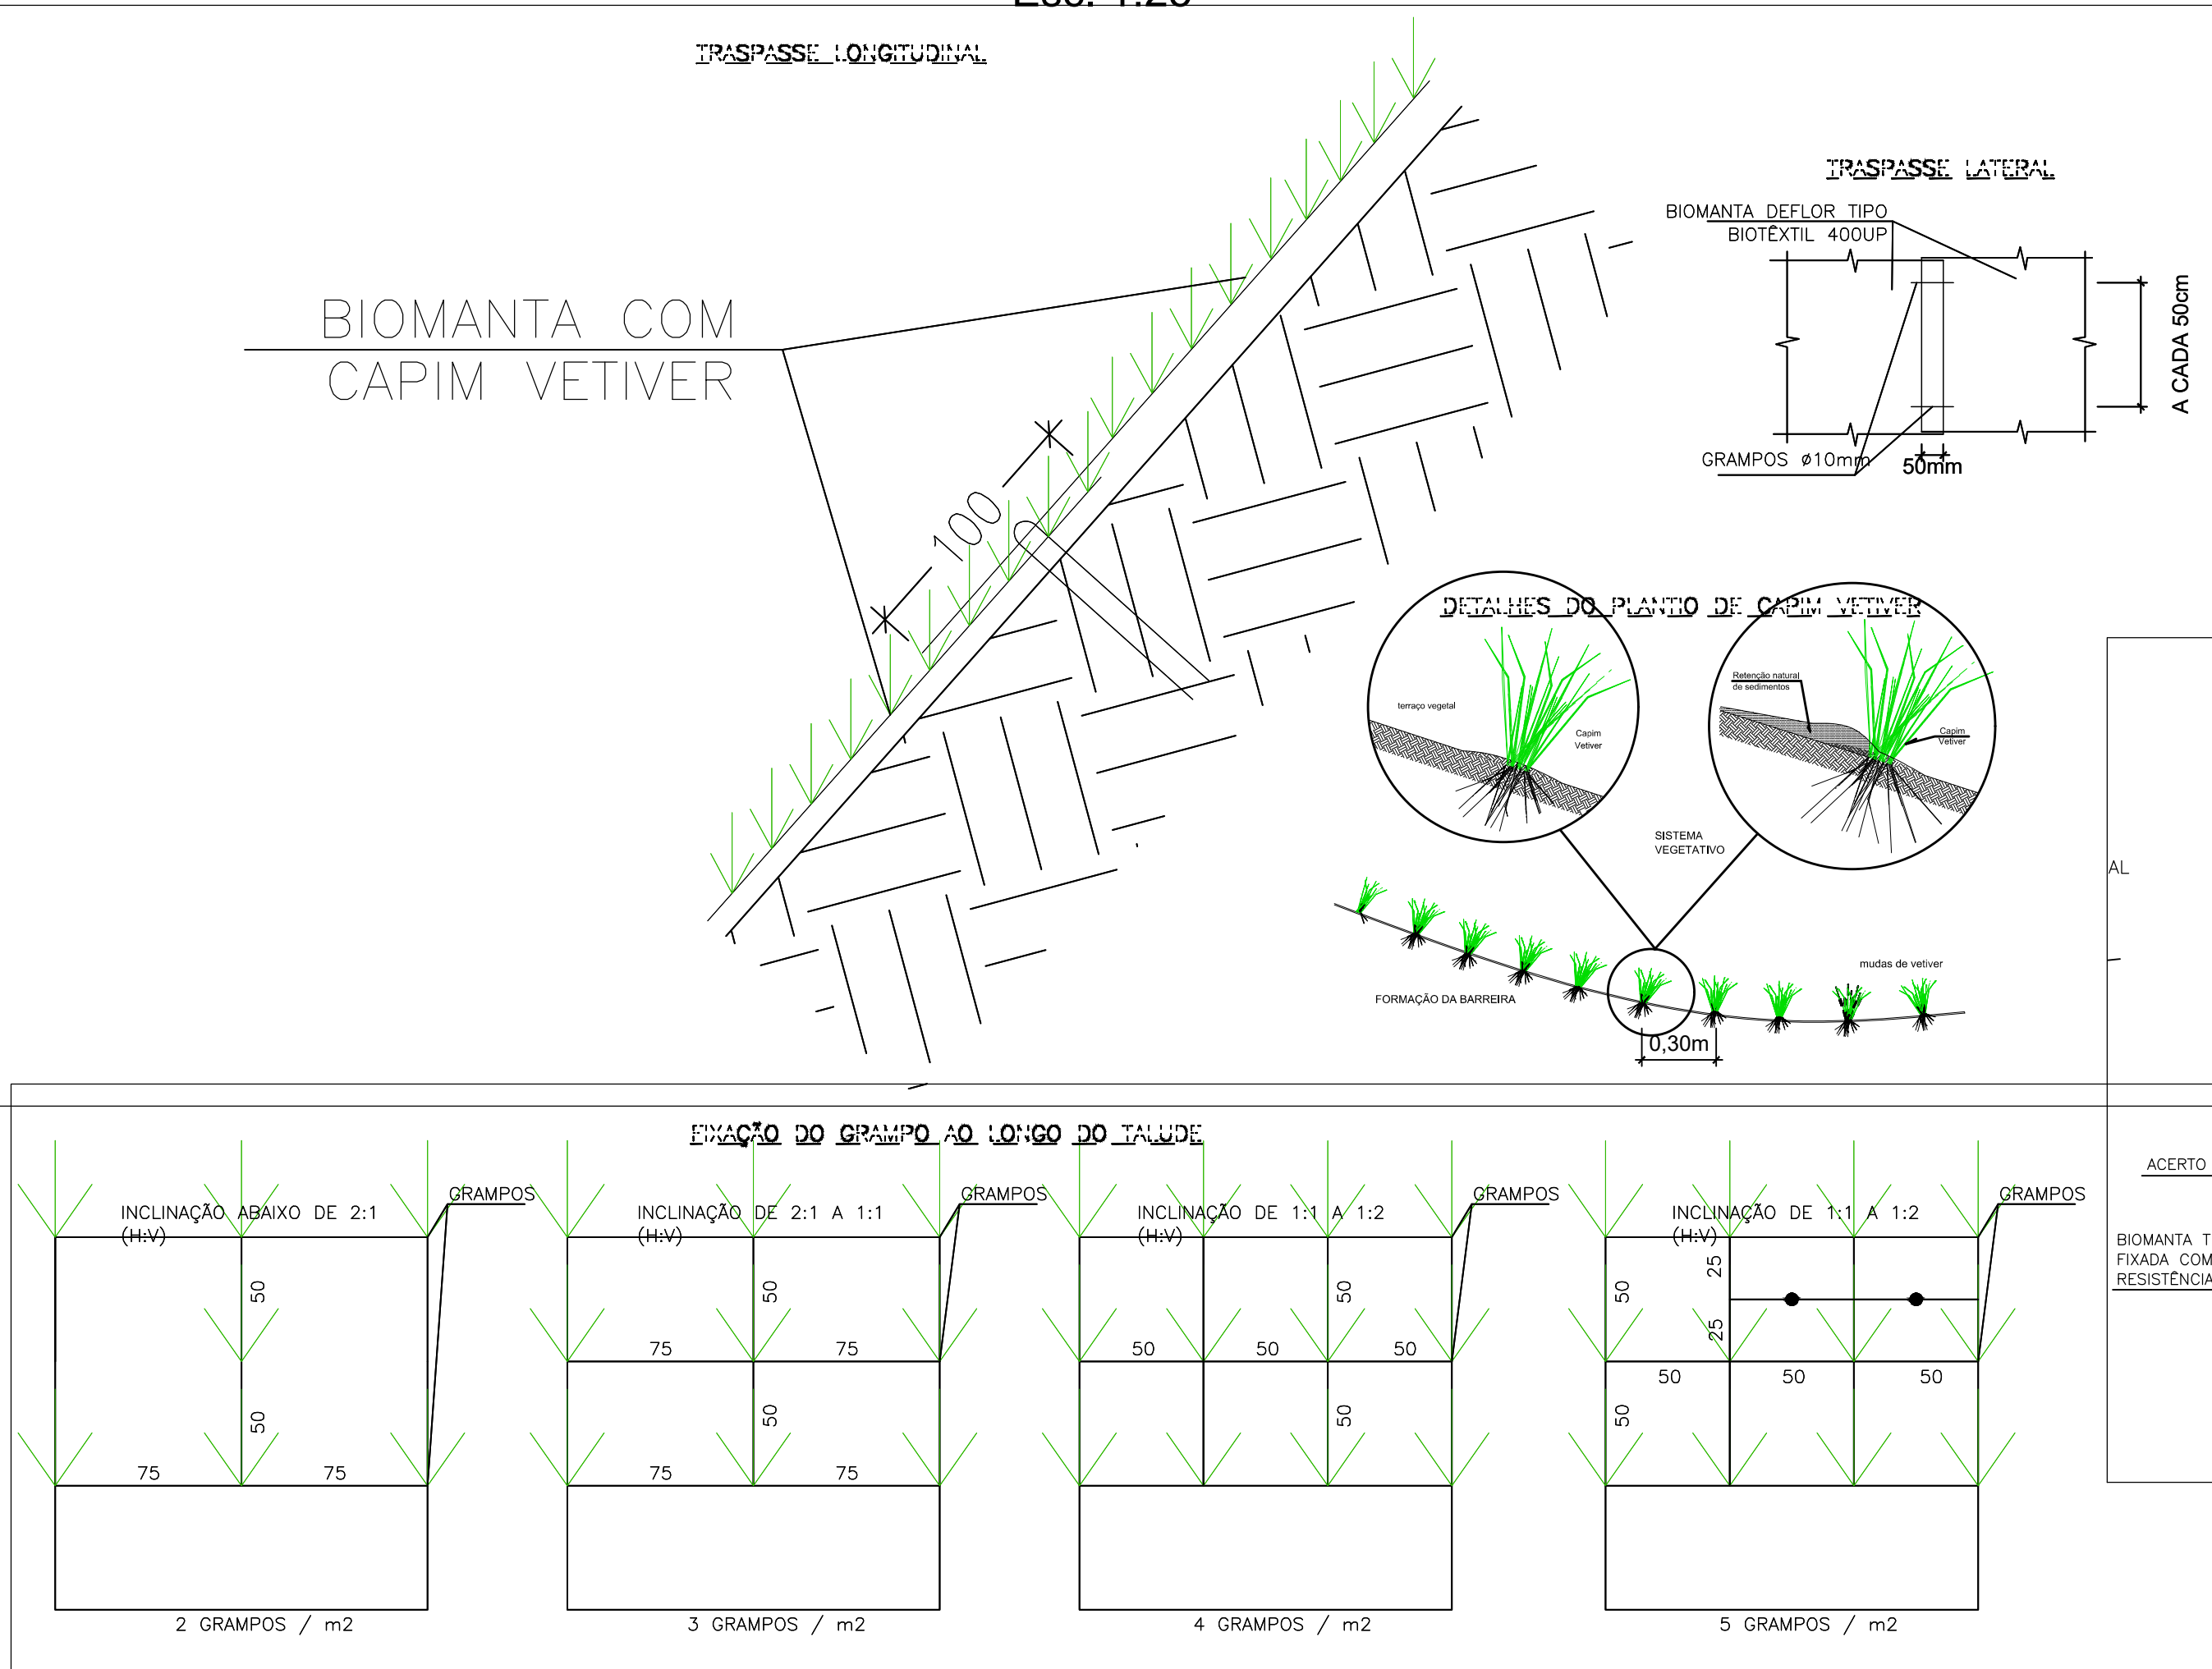 TRASPASSE LONGITUDINAL
BIOMANTA COM
CAPIM VETIVER
100
TRASPASSE LATERAL
BIOMANTA DEFLOR TIPO
BIOTÊXTIL 400UP
A CADA 50cm
GRAMPOS ø10mm
50mm
DETALHES DO PLANTIO DE CAPIM VETIVER
terraço vegetal
Capim
Vetiver
Retenção natural
de sedimentos
Capim
Vetiver
SISTEMA
VEGETATIVO
mudas de vetiver
FORMAÇÃO DA BARREIRA
0,30m
AL
ACERTO
BIOMANTA T
FIXADA COM
RESISTÊNCIA
FIXAÇÃO DO GRAMPO AO LONGO DO TALUDE
INCLINAÇÃO ABAIXO DE 2:1
(H:V)
GRAMPOS
50
50
75 75
2 GRAMPOS / m2
INCLINAÇÃO DE 2:1 A 1:1
(H:V)
GRAMPOS
50
75 75
50
75 75
3 GRAMPOS / m2
INCLINAÇÃO DE 1:1 A 1:2
(H:V)
GRAMPOS
50
50 50 50
50
4 GRAMPOS / m2
INCLINAÇÃO DE 1:1 A 1:2
(H:V)
GRAMPOS
25
50
25
50 50 50
50
5 GRAMPOS / m2